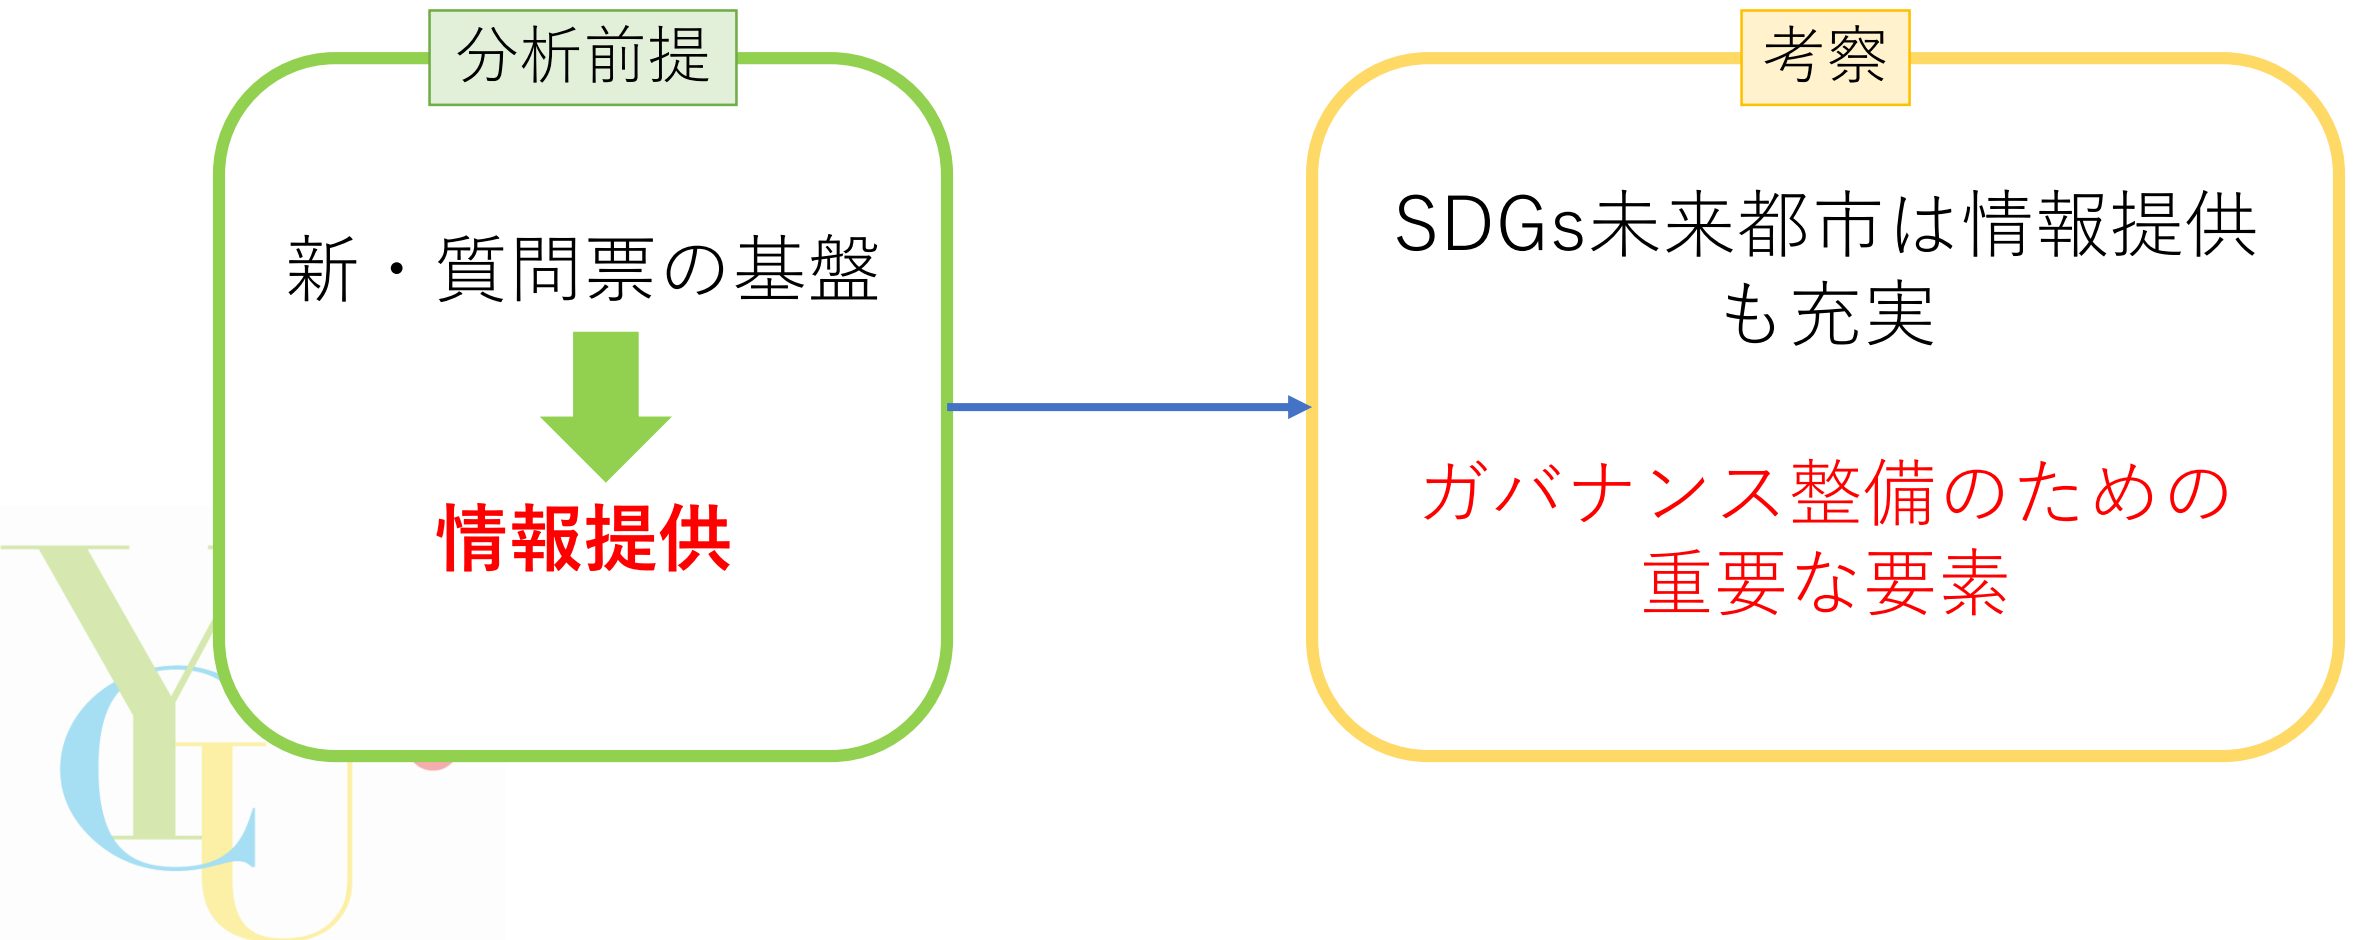 分析前提
新・質問票の基盤
情報提供
考察
SDGs未来都市は情報提供
も充実
ガバナンス整備のための
重要な要素
YCU